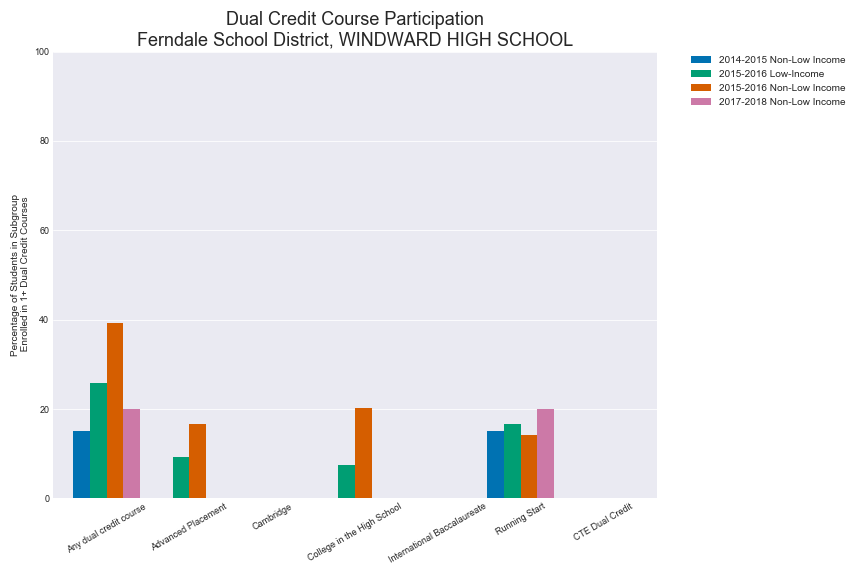 Dual Credit Course Participation
Ferndale School District, WINDWARD HIGH SCHOOL
2014-2015 Non-Low Income
2015-2016 Low-Income
2015-2016 Non-Low Income
2017-2018 Non-Low Income
Percentage of Students in Subgroup
Enrolled in 1+ Dual Credit Courses
100
80
60
40
20
0
Any dual credit course
Advanced Placement
Cambridge
College in the High School
International Baccalaureate
Running Start
CTE Dual Credit